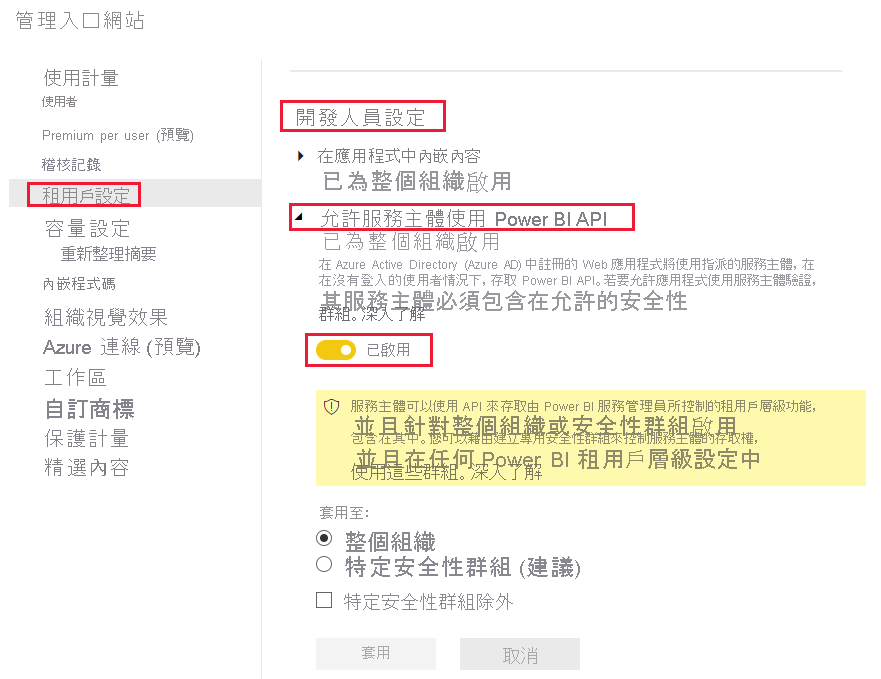 管理入口網站
使用計量
使用者
Premium per user (預覽)
稽核記錄
租用戶設定
容量設定
重新整理摘要
內嵌程式碼
組織視覺效果
Azure 連線 (預覽)
工作區
自訂商標
保護計量
精選內容
開發人員設定
在應用程式中內嵌內容
已為整個組織啟用
允許服務主體使用 Power BI API
已為整個組織啟用
在 Azure Active Directory (Azure AD) 中註冊的 Web 應用程式將使用指派的服務主體，在
在沒有登入的使用者情況下，存取 Power BI API。若要允許應用程式使用服務主體驗證，
其服務主體必須包含在允許的安全性
群組。深入了解
已啟用
服務主體可以使用 API 來存取由 Power BI 服務管理員所控制的租用戶層級功能，
並且針對整個組織或安全性群組啟用
包含在其中。您可以藉由建立專用安全性群組來控制服務主體的存取權，
並且在任何 Power BI 租用戶層級設定中
使用這些群組。深入了解
套用至:
整個組織
特定安全性群組 (建議)
特定安全性群組除外
套用
取消